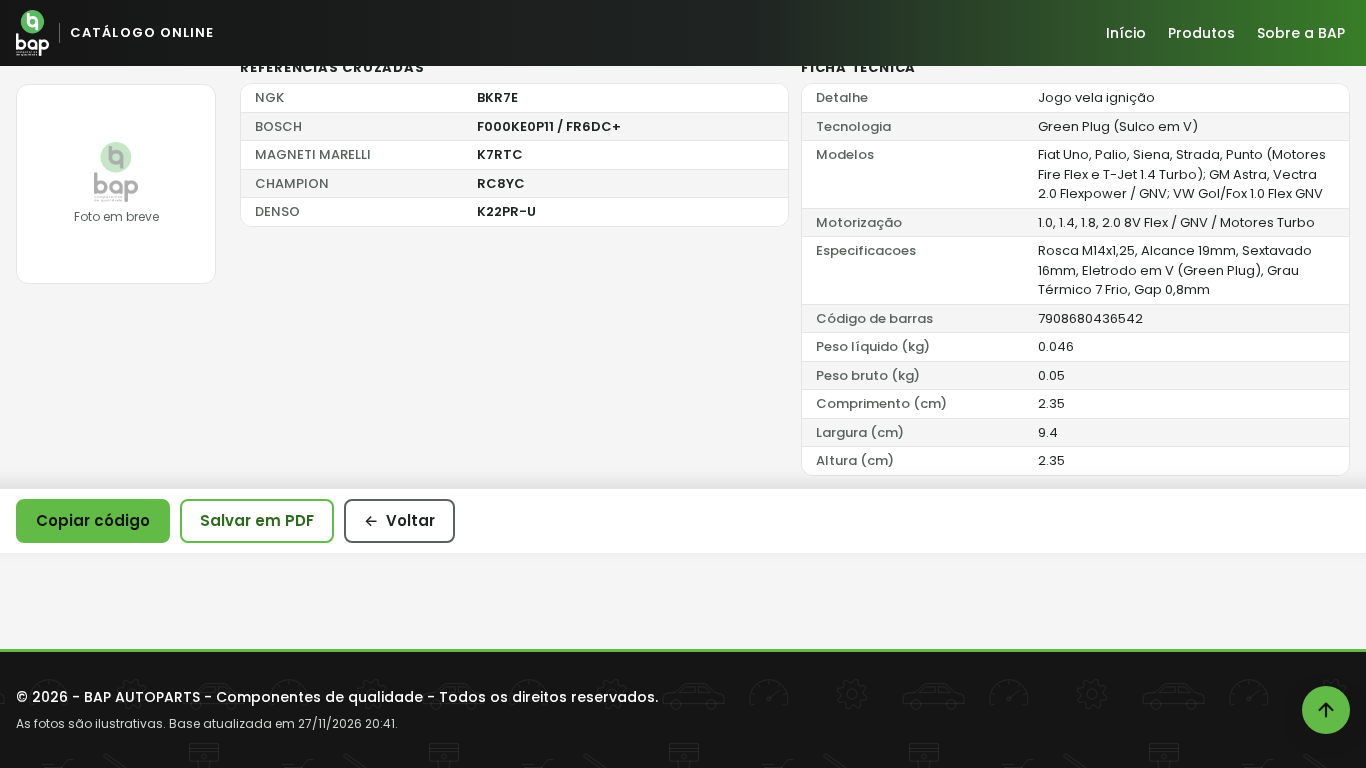 bap
CATÁLOGO ONLINE
Início
Produtos
Sobre a BAP
REFERÊNCIAS CRUZADAS
NGK BKR7E
BOSCH F000KE0P11 / FR6DC+
MAGNETI MARELLI K7RTC
CHAMPION RC8YC
DENSO K22PR-U
bap
Foto em breve
FICHA TÉCNICA
Detalhe Jogo vela ignição
Tecnologia Green Plug (Sulco em V)
Modelos Fiat Uno, Palio, Siena, Strada, Punto (Motores
Fire Flex e T-Jet 1.4 Turbo); GM Astra, Vectra
2.0 Flexpower / GNV; VW Gol/Fox 1.0 Flex GNV
Motorização 1.0, 1.4, 1.8, 2.0 8V Flex / GNV / Motores Turbo
Especificacoes Rosca M14x1,25, Alcance 19mm, Sextavado
16mm, Eletrodo em V (Green Plug), Grau
Térmico 7 Frio, Gap 0,8mm
Código de barras 7908680436542
Peso líquido (kg) 0.046
Peso bruto (kg) 0.05
Comprimento (cm) 2.35
Largura (cm) 9.4
Altura (cm) 2.35
Copiar código
Salvar em PDF
← Voltar
© 2026 - BAP AUTOPARTS - Componentes de qualidade - Todos os direitos reservados.
As fotos são ilustrativas. Base atualizada em 27/11/2026 20:41.